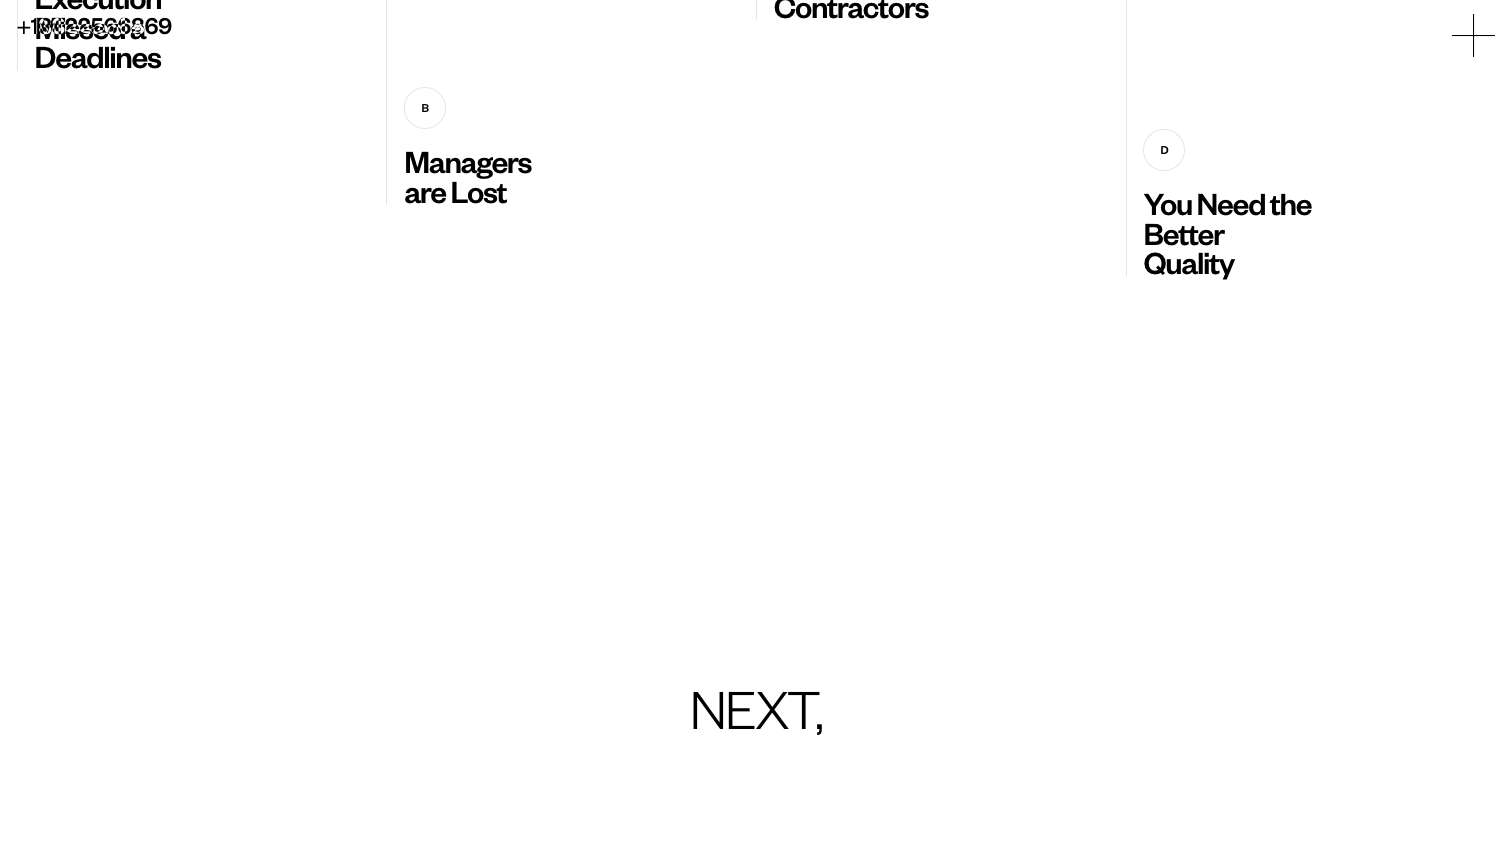 Execution
Deadlines
Contractors
B
Managers
are Lost
D
You Need the
Better
Quality
NEXT,